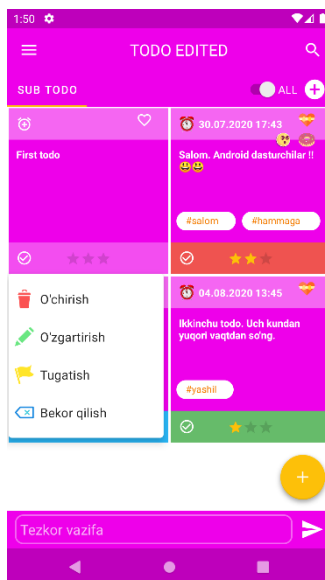 1:50
TODO EDITED
SUB TODO
ALL
30.07.2020 17:43
First todo
Salom. Android dasturchilar !!
😃😃
#salom #hammaga
04.08.2020 13:45
O'chirish
O'zgartirish
Tugatish
Bekor qilish
Ikkinchu todo. Uch kundan
yuqori vaqtdan so'ng.
#yashil
Tezkor vazifa